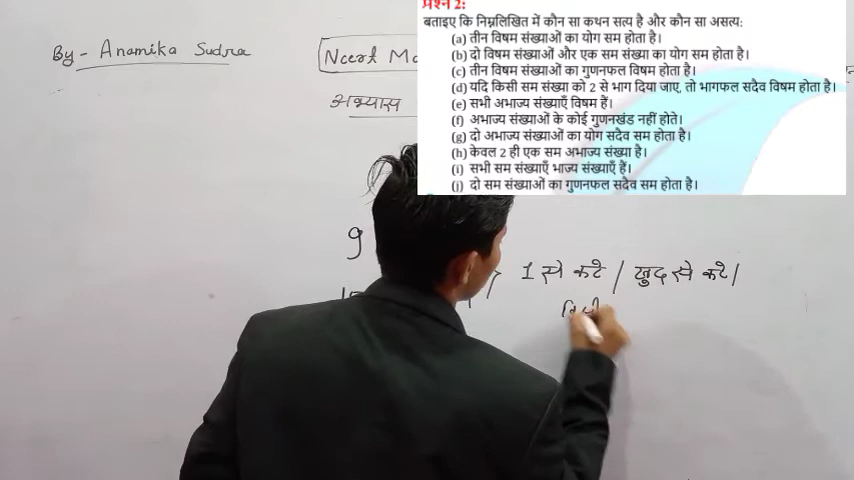 प्रश्न 2:
बताइए कि निम्नलिखित में कौन सा कथन सत्य है और कौन सा असत्य:
(a) तीन विषम संख्याओं का योग सम होता है।
(b) दो विषम संख्याओं और एक सम संख्या का योग सम होता है।
(c) तीन विषम संख्याओं का गुणनफल विषम होता है।
(d) यदि किसी सम संख्या को 2 से भाग दिया जाए, तो भागफल सदैव विषम होता है।
(e) सभी अभाज्य संख्याएँ विषम हैं।
(f) अभाज्य संख्याओं के कोई गुणनखंड नहीं होते।
(g) दो अभाज्य संख्याओं का योग सदैव सम होता है।
(h) केवल 2 ही एक सम अभाज्य संख्या है।
(i) सभी सम संख्याएँ भाज्य संख्याएँ हैं।
(j) दो सम संख्याओं का गुणनफल सदैव सम होता है।
By - Anamika Sudra
Ncert
अभ्यास
9
1 से कटे / खुद से कटे |